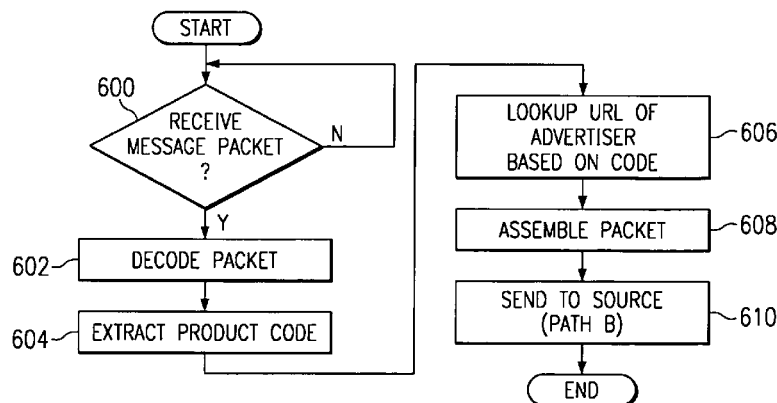 START
600
RECEIVE
MESSAGE PACKET
?
N
Y
602
DECODE PACKET
604
EXTRACT PRODUCT CODE
LOOKUP URL OF
ADVERTISER
BASED ON CODE
606
ASSEMBLE PACKET
608
SEND TO SOURCE
(PATH B)
610
END